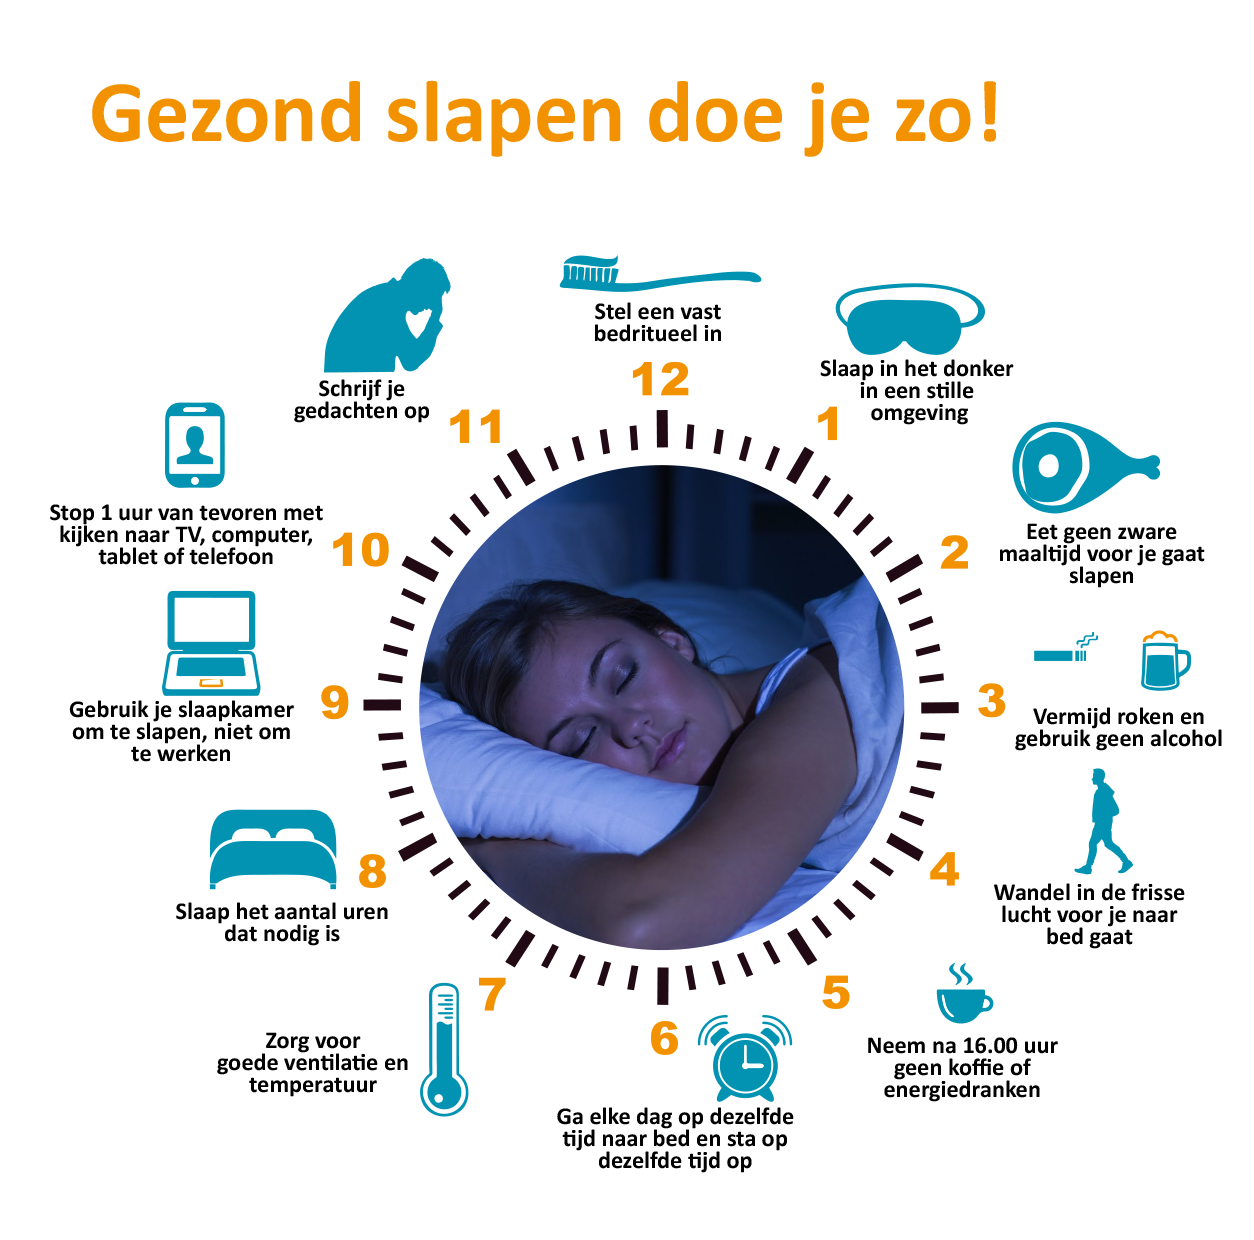 Gezond slapen doe je zo!
Stel een vast
bedritueel in
12
Slaap in het donker
in een stille
omgeving
1
Eet geen zware
maaltijd voor je gaat
slapen
2
Vermijd roken en
gebruik geen alcohol
3
Wandel in de frisse
lucht voor je naar
bed gaat
4
Neem na 16.00 uur
geen koffie of
energiedranken
5
Ga elke dag op dezelfde
tijd naar bed en sta op
dezelfde tijd op
6
Zorg voor
goede ventilatie en
temperatuur
7
Slaap het aantal uren
dat nodig is
8
Gebruik je slaapkamer
om te slapen, niet om
te werken
9
Stop 1 uur van tevoren met
kijken naar TV, computer,
tablet of telefoon
10
Schrijf je
gedachten op
11